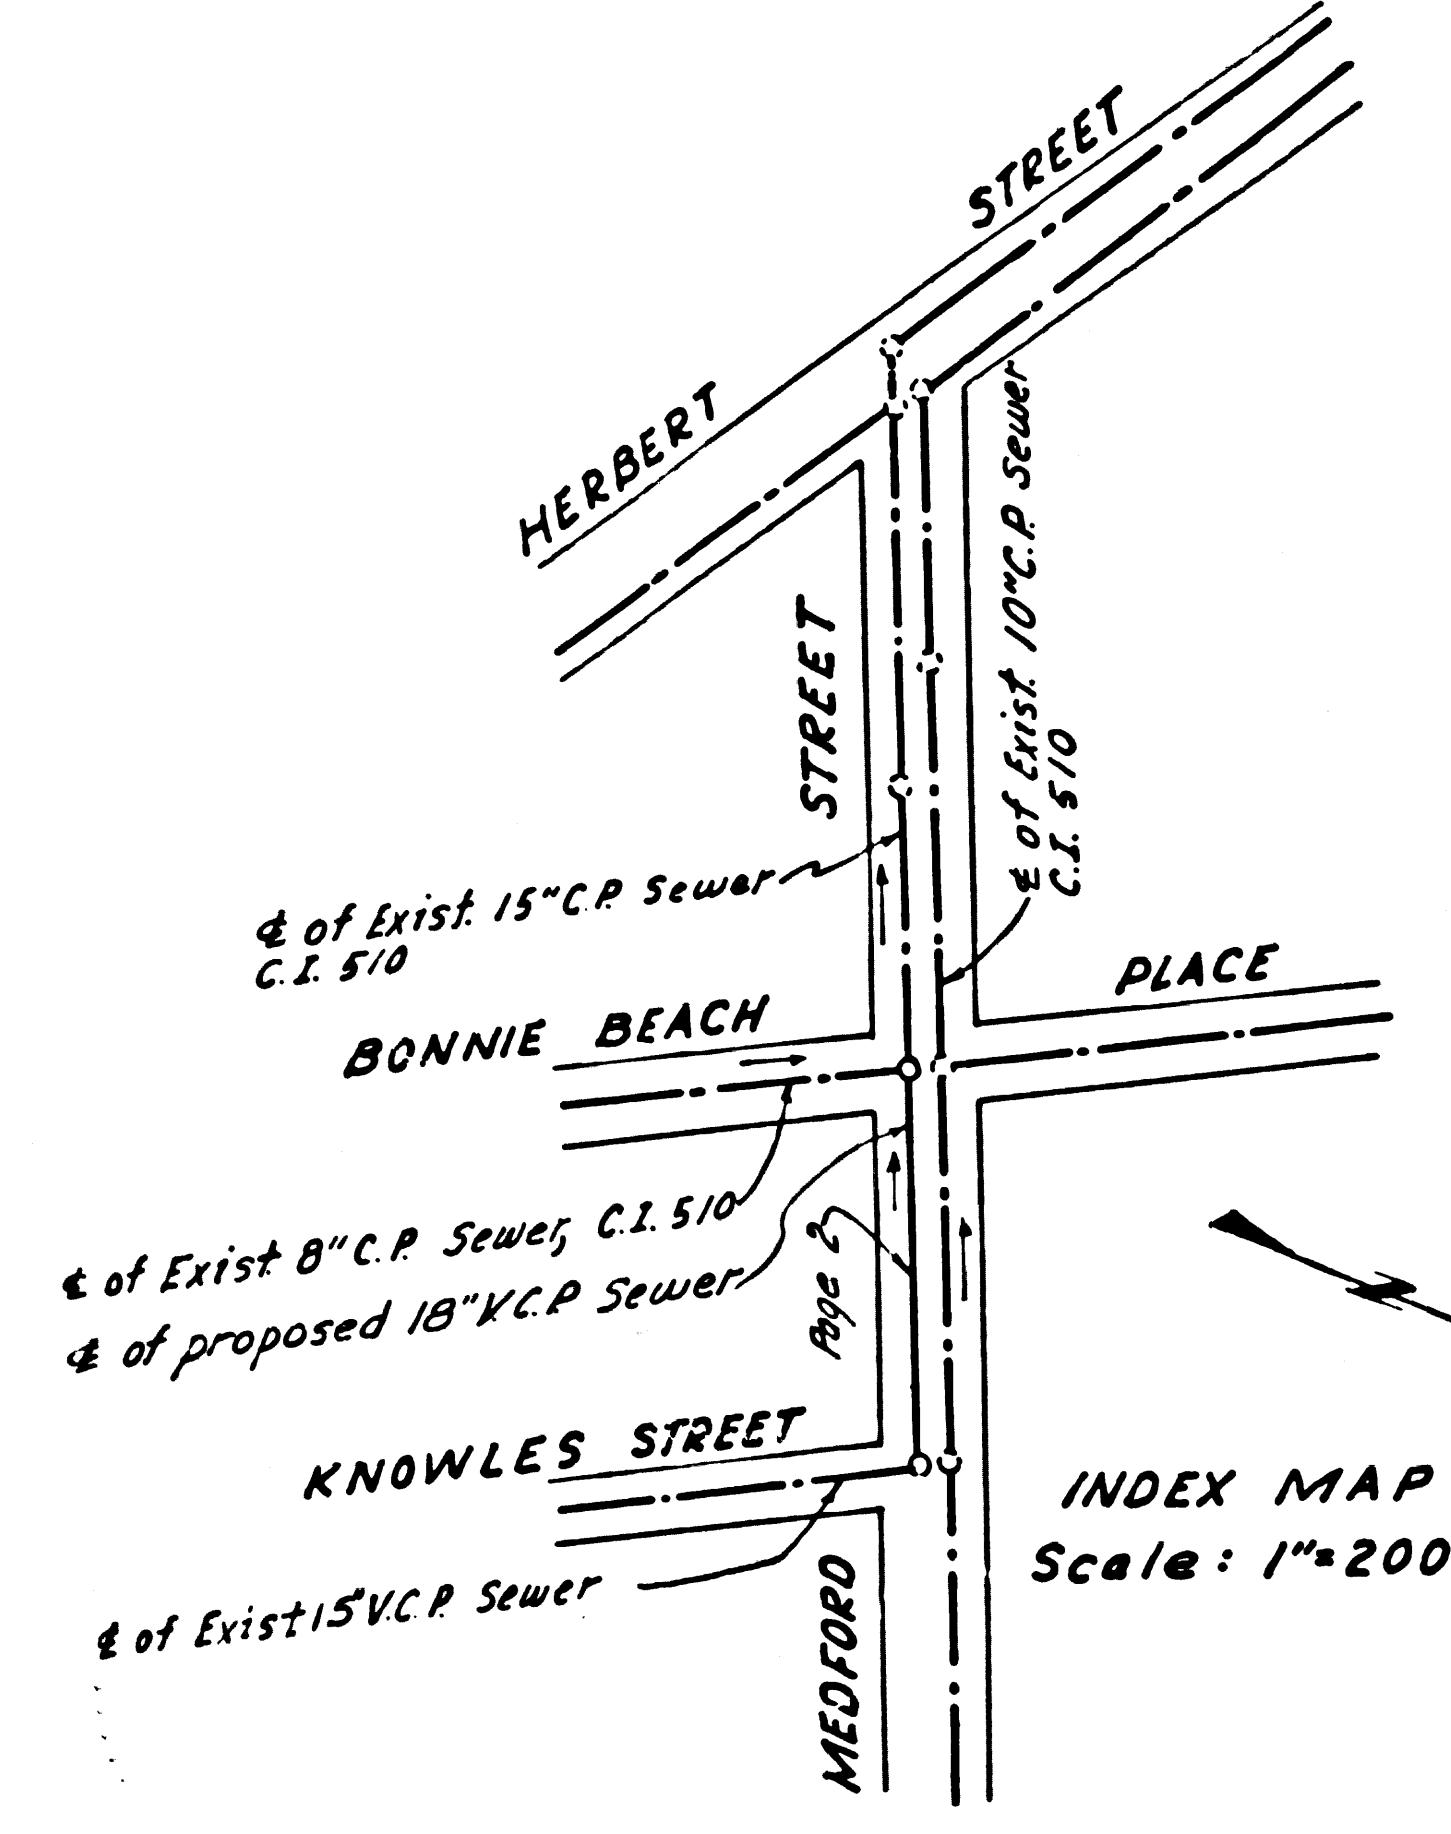 HERBERT STREET
℄ of Exist. 10"C.P. Sewer
C.I. 510
MEDFORD STREET
℄ of Exist. 15"C.P. Sewer
C.I. 510
BONNIE BEACH PLACE
℄ of Exist. 8" C.P. Sewer, C.I. 510
℄ of proposed 18" V.C.P. Sewer
Page 2
KNOWLES STREET
℄ of Exist 15" V.C.P. Sewer
INDEX MAP
Scale: 1"=200